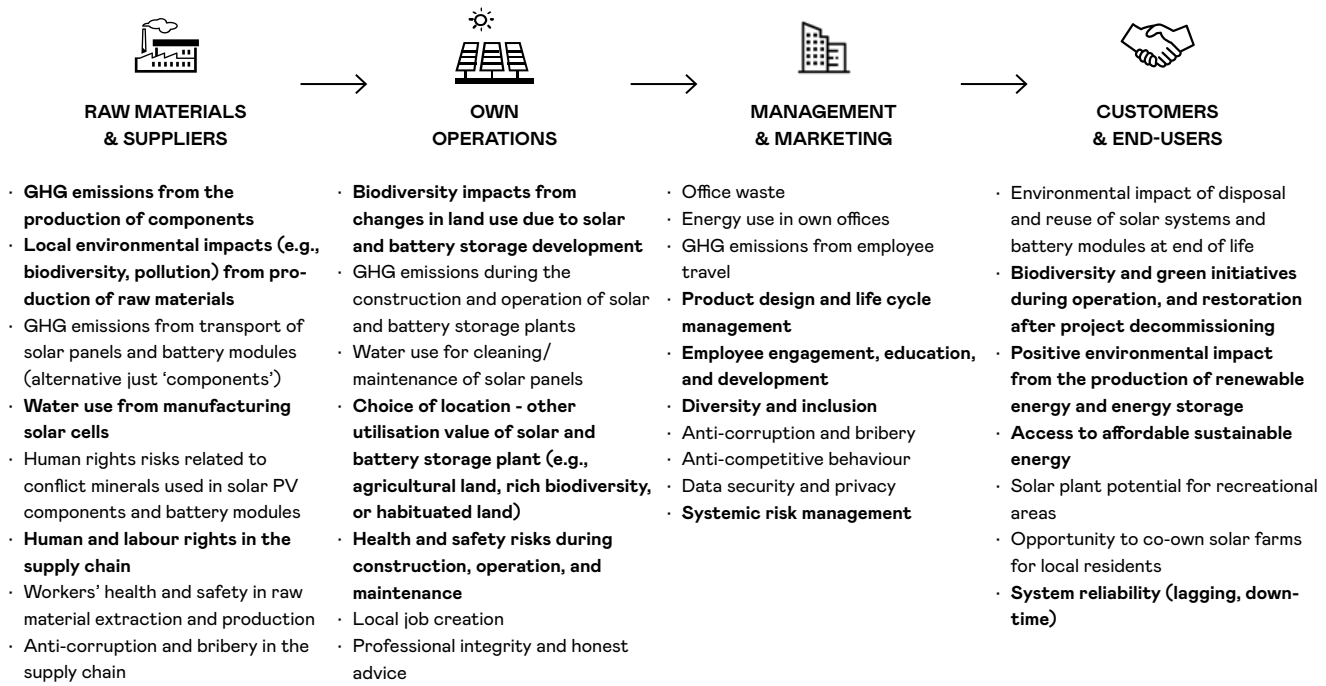 RAW MATERIALS
& SUPPLIERS
· GHG emissions from the
production of components
· Local environmental impacts (e.g.,
biodiversity, pollution) from pro-
duction of raw materials
· GHG emissions from transport of
solar panels and battery modules
(alternative just ‘components’)
· Water use from manufacturing
solar cells
· Human rights risks related to
conflict minerals used in solar PV
components and battery modules
· Human and labour rights in the
supply chain
· Workers’ health and safety in raw
material extraction and production
· Anti-corruption and bribery in the
supply chain
OWN
OPERATIONS
· Biodiversity impacts from
changes in land use due to solar
and battery storage development
· GHG emissions during the
construction and operation of solar
and battery storage plants
· Water use for cleaning/
maintenance of solar panels
· Choice of location - other
utilisation value of solar and
battery storage plant (e.g.,
agricultural land, rich biodiversity,
or habituated land)
· Health and safety risks during
construction, operation, and
maintenance
· Local job creation
· Professional integrity and honest
advice
MANAGEMENT
& MARKETING
· Office waste
· Energy use in own offices
· GHG emissions from employee
travel
· Product design and life cycle
management
· Employee engagement, education,
and development
· Diversity and inclusion
· Anti-corruption and bribery
· Anti-competitive behaviour
· Data security and privacy
· Systemic risk management
CUSTOMERS
& END-USERS
· Environmental impact of disposal
and reuse of solar systems and
battery modules at end of life
· Biodiversity and green initiatives
during operation, and restoration
after project decommissioning
· Positive environmental impact
from the production of renewable
energy and energy storage
· Access to affordable sustainable
energy
· Solar plant potential for recreational
areas
· Opportunity to co-own solar farms
for local residents
· System reliability (lagging, down-
time)